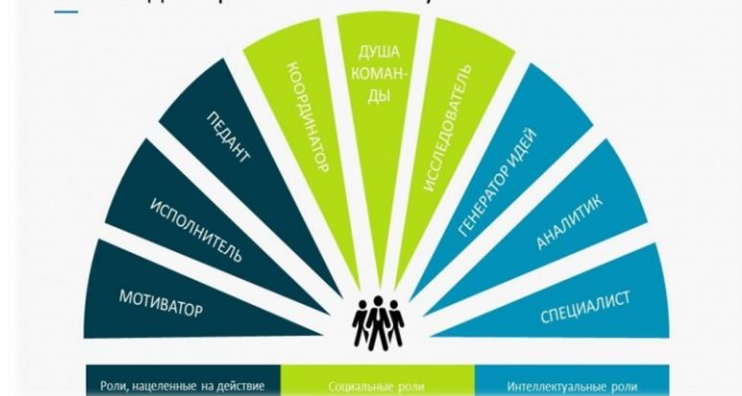 МОТИВАТОР
ИСПОЛНИТЕЛЬ
ПЕДАНТ
КООРДИНАТОР
ДУША
КОМАН-
ДЫ
ИССЛЕДОВАТЕЛЬ
ГЕНЕРАТОР ИДЕЙ
АНАЛИТИК
СПЕЦИАЛИСТ
Роли, нацеленные на действие
Социальные роли
Интеллектуальные роли